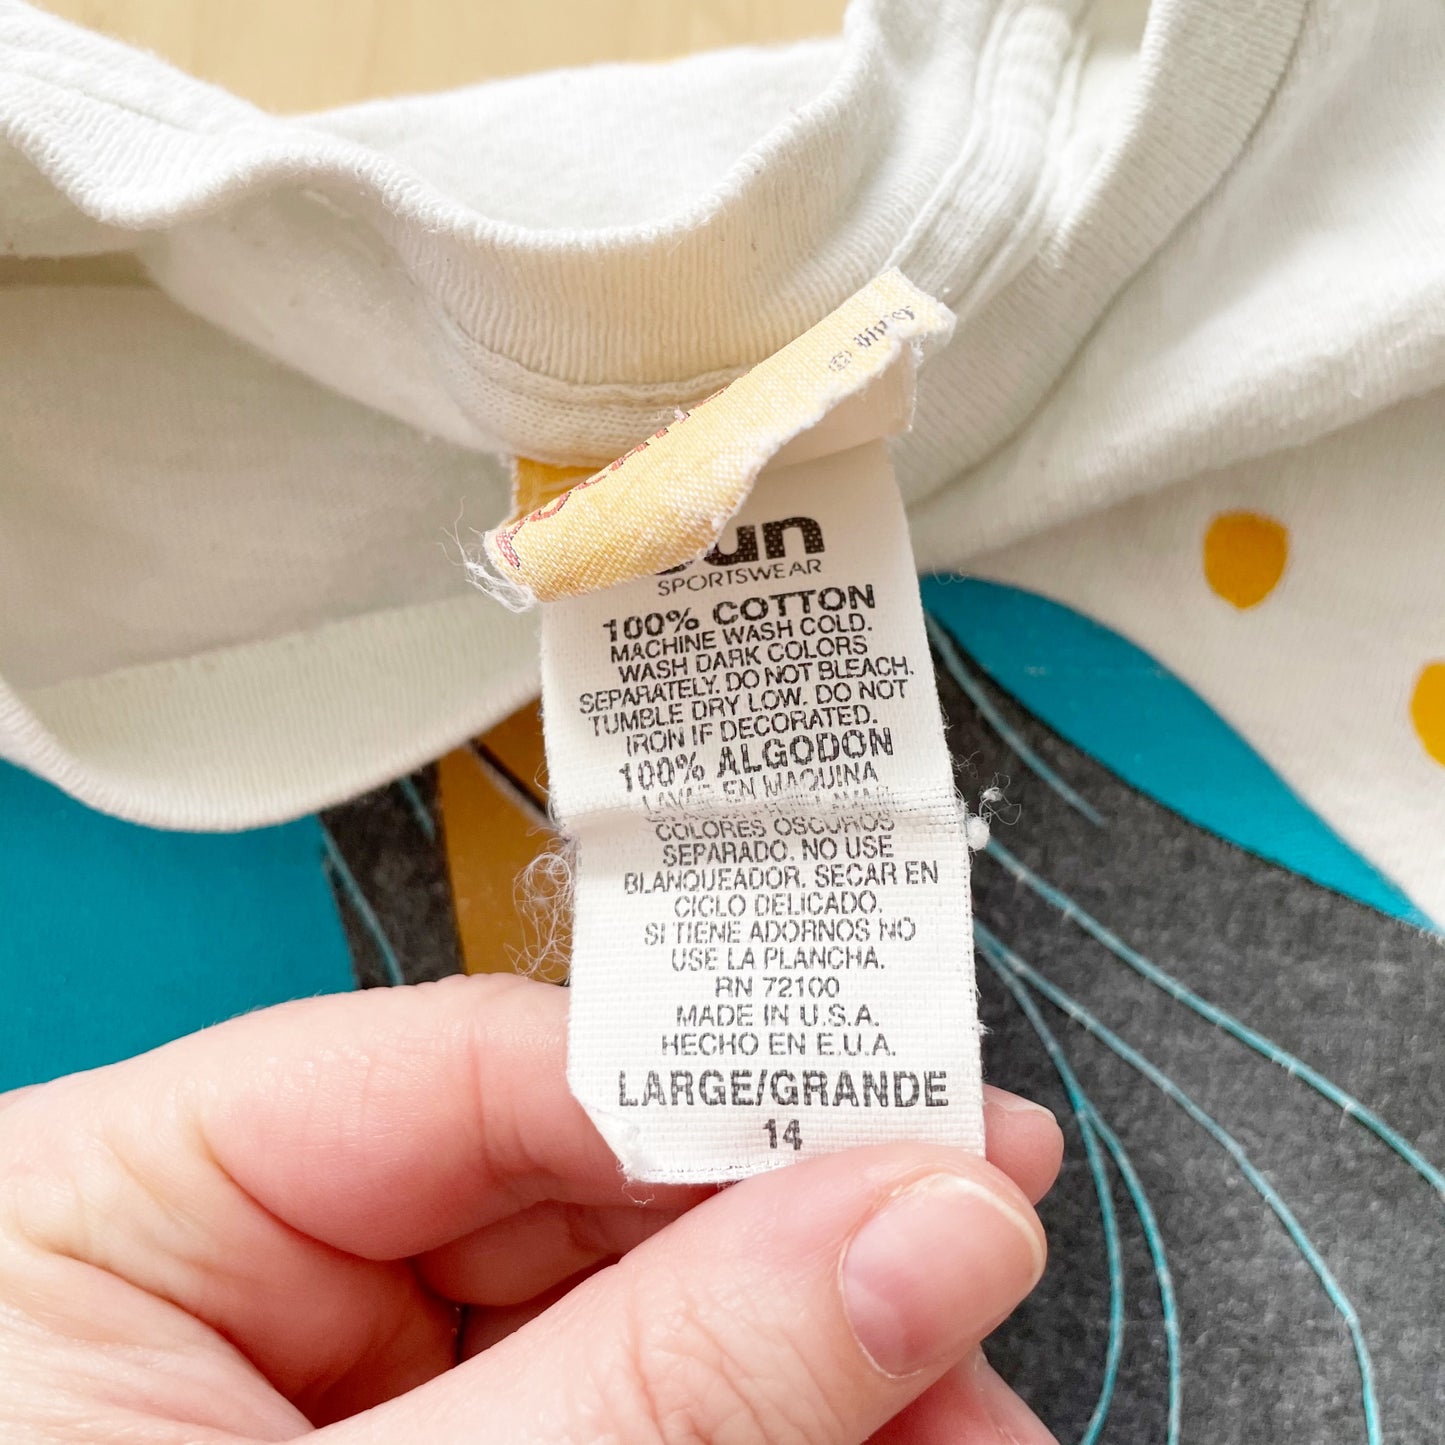 SPORTSWEAR
100% COTTON
MACHINE WASH COLD.
WASH DARK COLORS
SEPARATELY. DO NOT BLEACH.
TUMBLE DRY LOW. DO NOT
IRON IF DECORATED.
100% ALGODON
EN MAQUINA
COLORES OSCUROS
SEPARADO. NO USE
BLANQUEADOR. SECAR EN
CICLO DELICADO.
SI TIENE ADORNOS NO
USE LA PLANCHA.
RN 72100
MADE IN U.S.A.
HECHO EN E.U.A.
LARGE/GRANDE
14